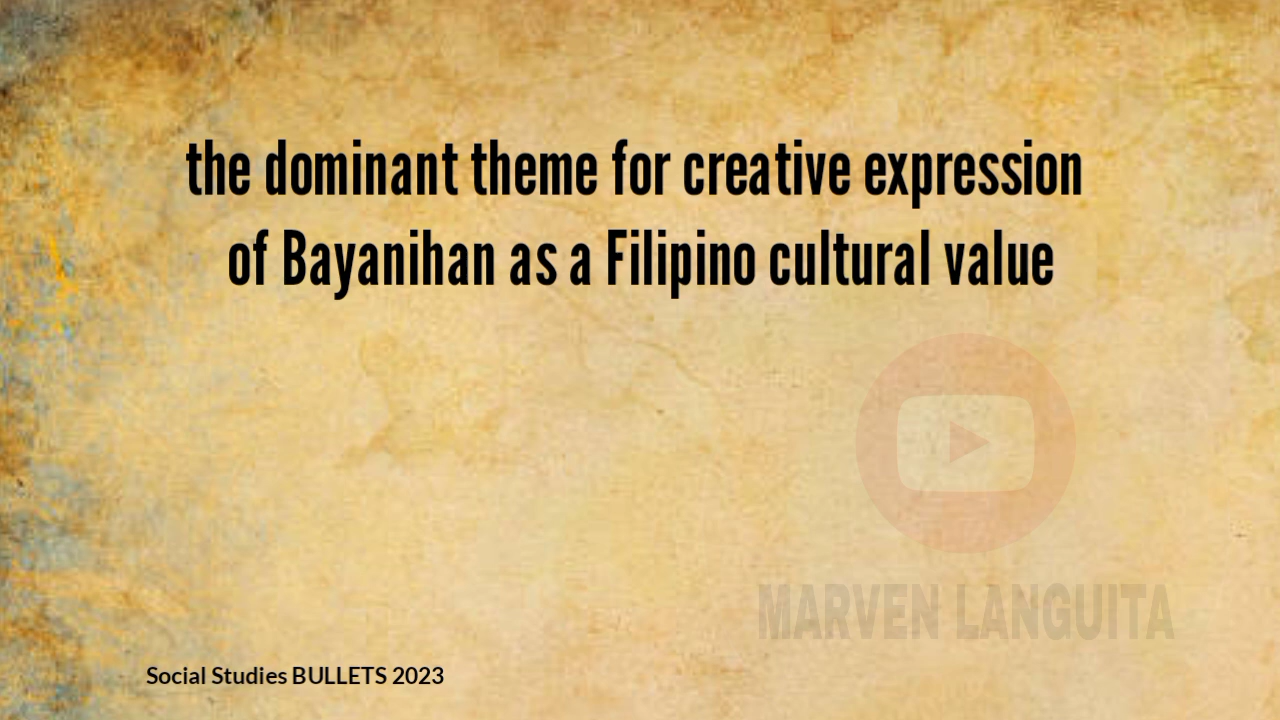 the dominant theme for creative expression
of Bayanihan as a Filipino cultural value
MARVEN LANGUITA
Social Studies BULLETS 2023